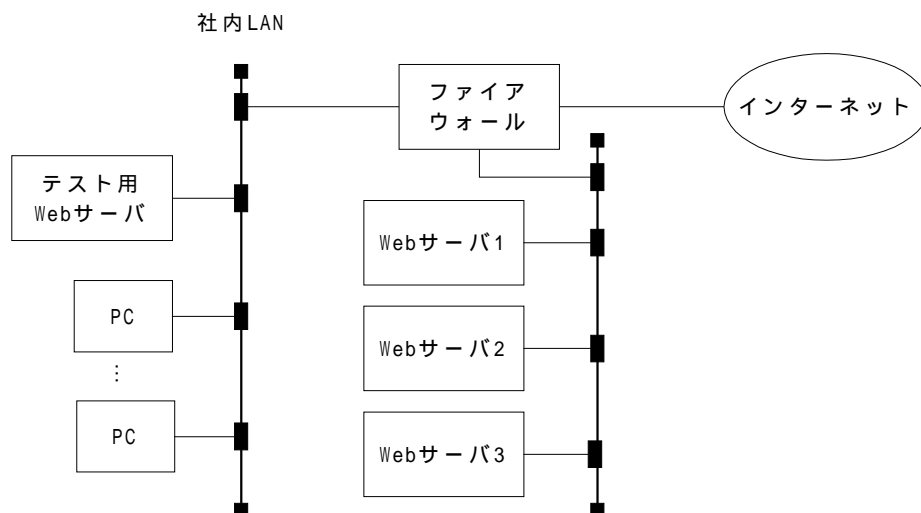 社内LAN
ファイア
ウォール
インターネット
テスト用
Webサーバ
Webサーバ1
PC
Webサーバ2
⋮
PC
Webサーバ3